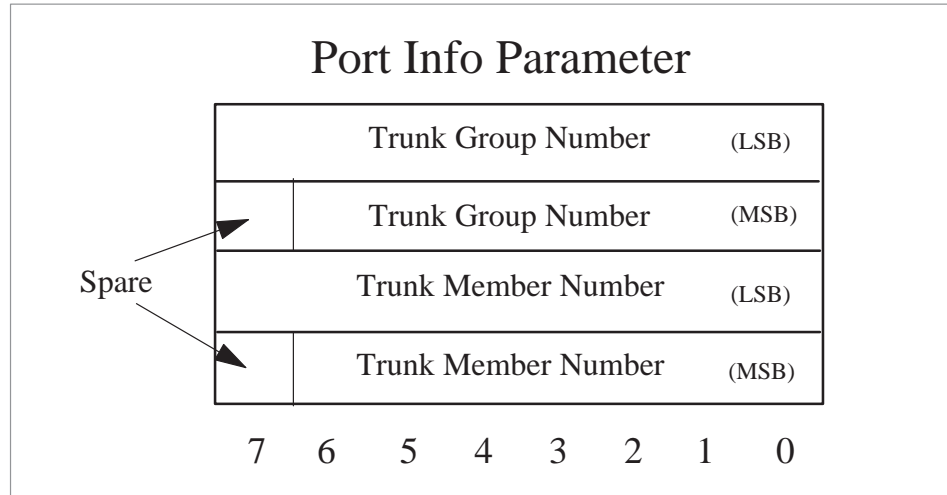 Port Info Parameter
Trunk Group Number (LSB)
Trunk Group Number (MSB)
Spare
Trunk Member Number (LSB)
Trunk Member Number (MSB)
7 6 5 4 3 2 1 0